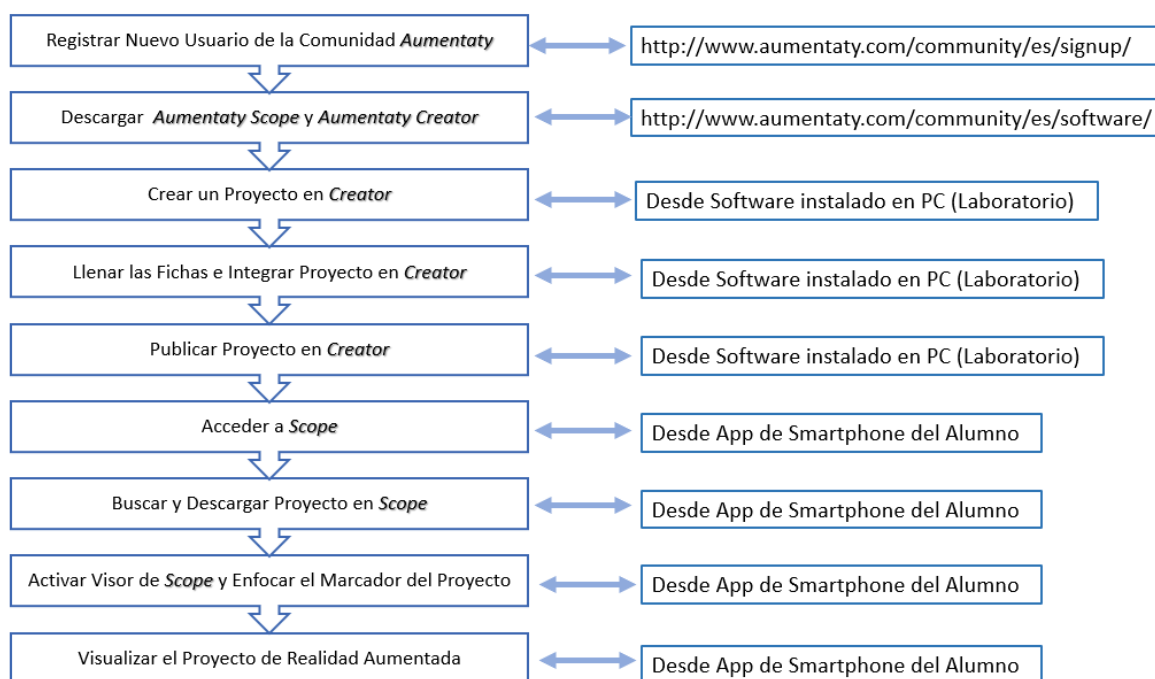 Registrar Nuevo Usuario de la Comunidad Aumentaty
http://www.aumentaty.com/community/es/signup/
Descargar Aumentaty Scope y Aumentaty Creator
http://www.aumentaty.com/community/es/software/
Crear un Proyecto en Creator
Desde Software instalado en PC (Laboratorio)
Llenar las Fichas e Integrar Proyecto en Creator
Desde Software instalado en PC (Laboratorio)
Publicar Proyecto en Creator
Desde Software instalado en PC (Laboratorio)
Acceder a Scope
Desde App de Smartphone del Alumno
Buscar y Descargar Proyecto en Scope
Desde App de Smartphone del Alumno
Activar Visor de Scope y Enfocar el Marcador del Proyecto
Desde App de Smartphone del Alumno
Visualizar el Proyecto de Realidad Aumentada
Desde App de Smartphone del Alumno